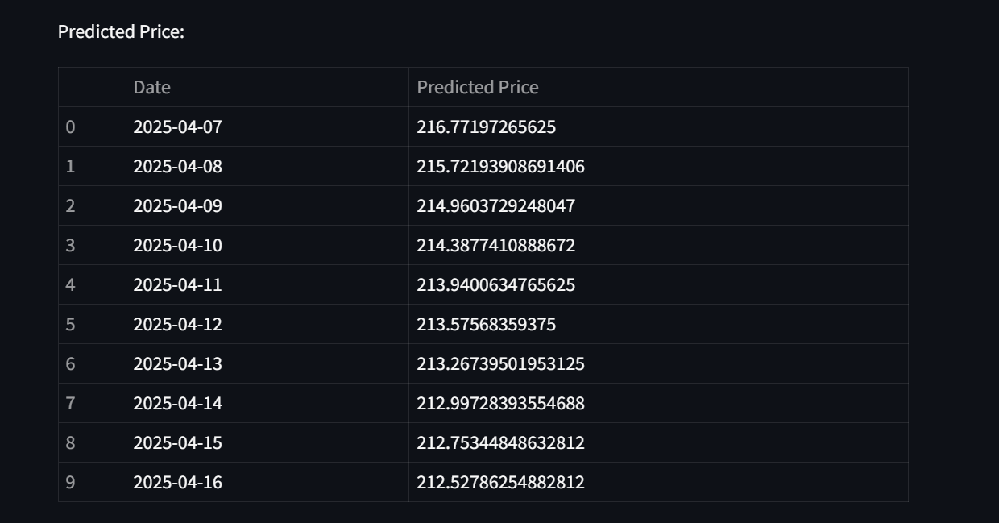 Predicted Price:
Date Predicted Price
0 2025-04-07 216.77197265625
1 2025-04-08 215.72193908691406
2 2025-04-09 214.9603729248047
3 2025-04-10 214.3877410888672
4 2025-04-11 213.9400634765625
5 2025-04-12 213.57568359375
6 2025-04-13 213.26739501953125
7 2025-04-14 212.99728393554688
8 2025-04-15 212.75344848632812
9 2025-04-16 212.52786254882812